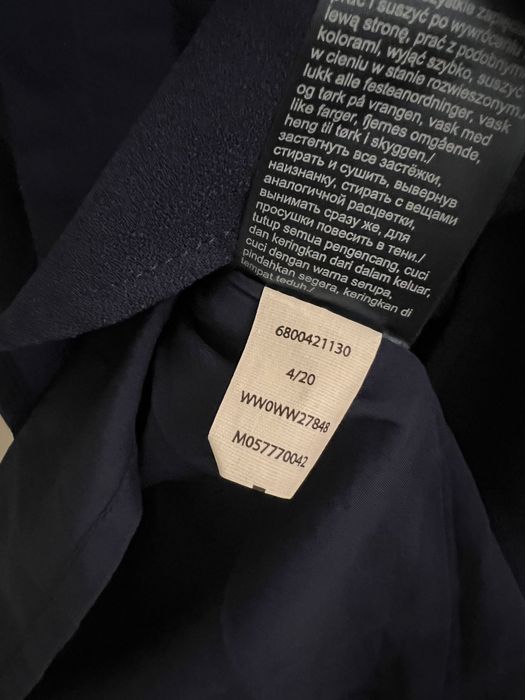 i suszyć po wywróceniu
lewą stronę, prać z podobnym
kolorami, wyjąć szybko, suszyć
w cieniu w stanie rozwieszonym
lukk alle festeanordninger, vask
og tørk på vrangen, vask med
like farger, fjernes omgående,
heng til tørk i skyggen./
застегнуть все застёжки,
стирать и сушить, вывернув
наизнанку, стирать с вещами
аналогичной расцветки,
вынимать сразу же, для
просушки повесить в тени./
tutup semua pengencang, cuci
dan keringkan dari dalam keluar,
cuci dengan warna serupa,
pindahkan segera, keringkan di
tempat teduh./
6800421130
4/20
WW0WW27848
M057770042